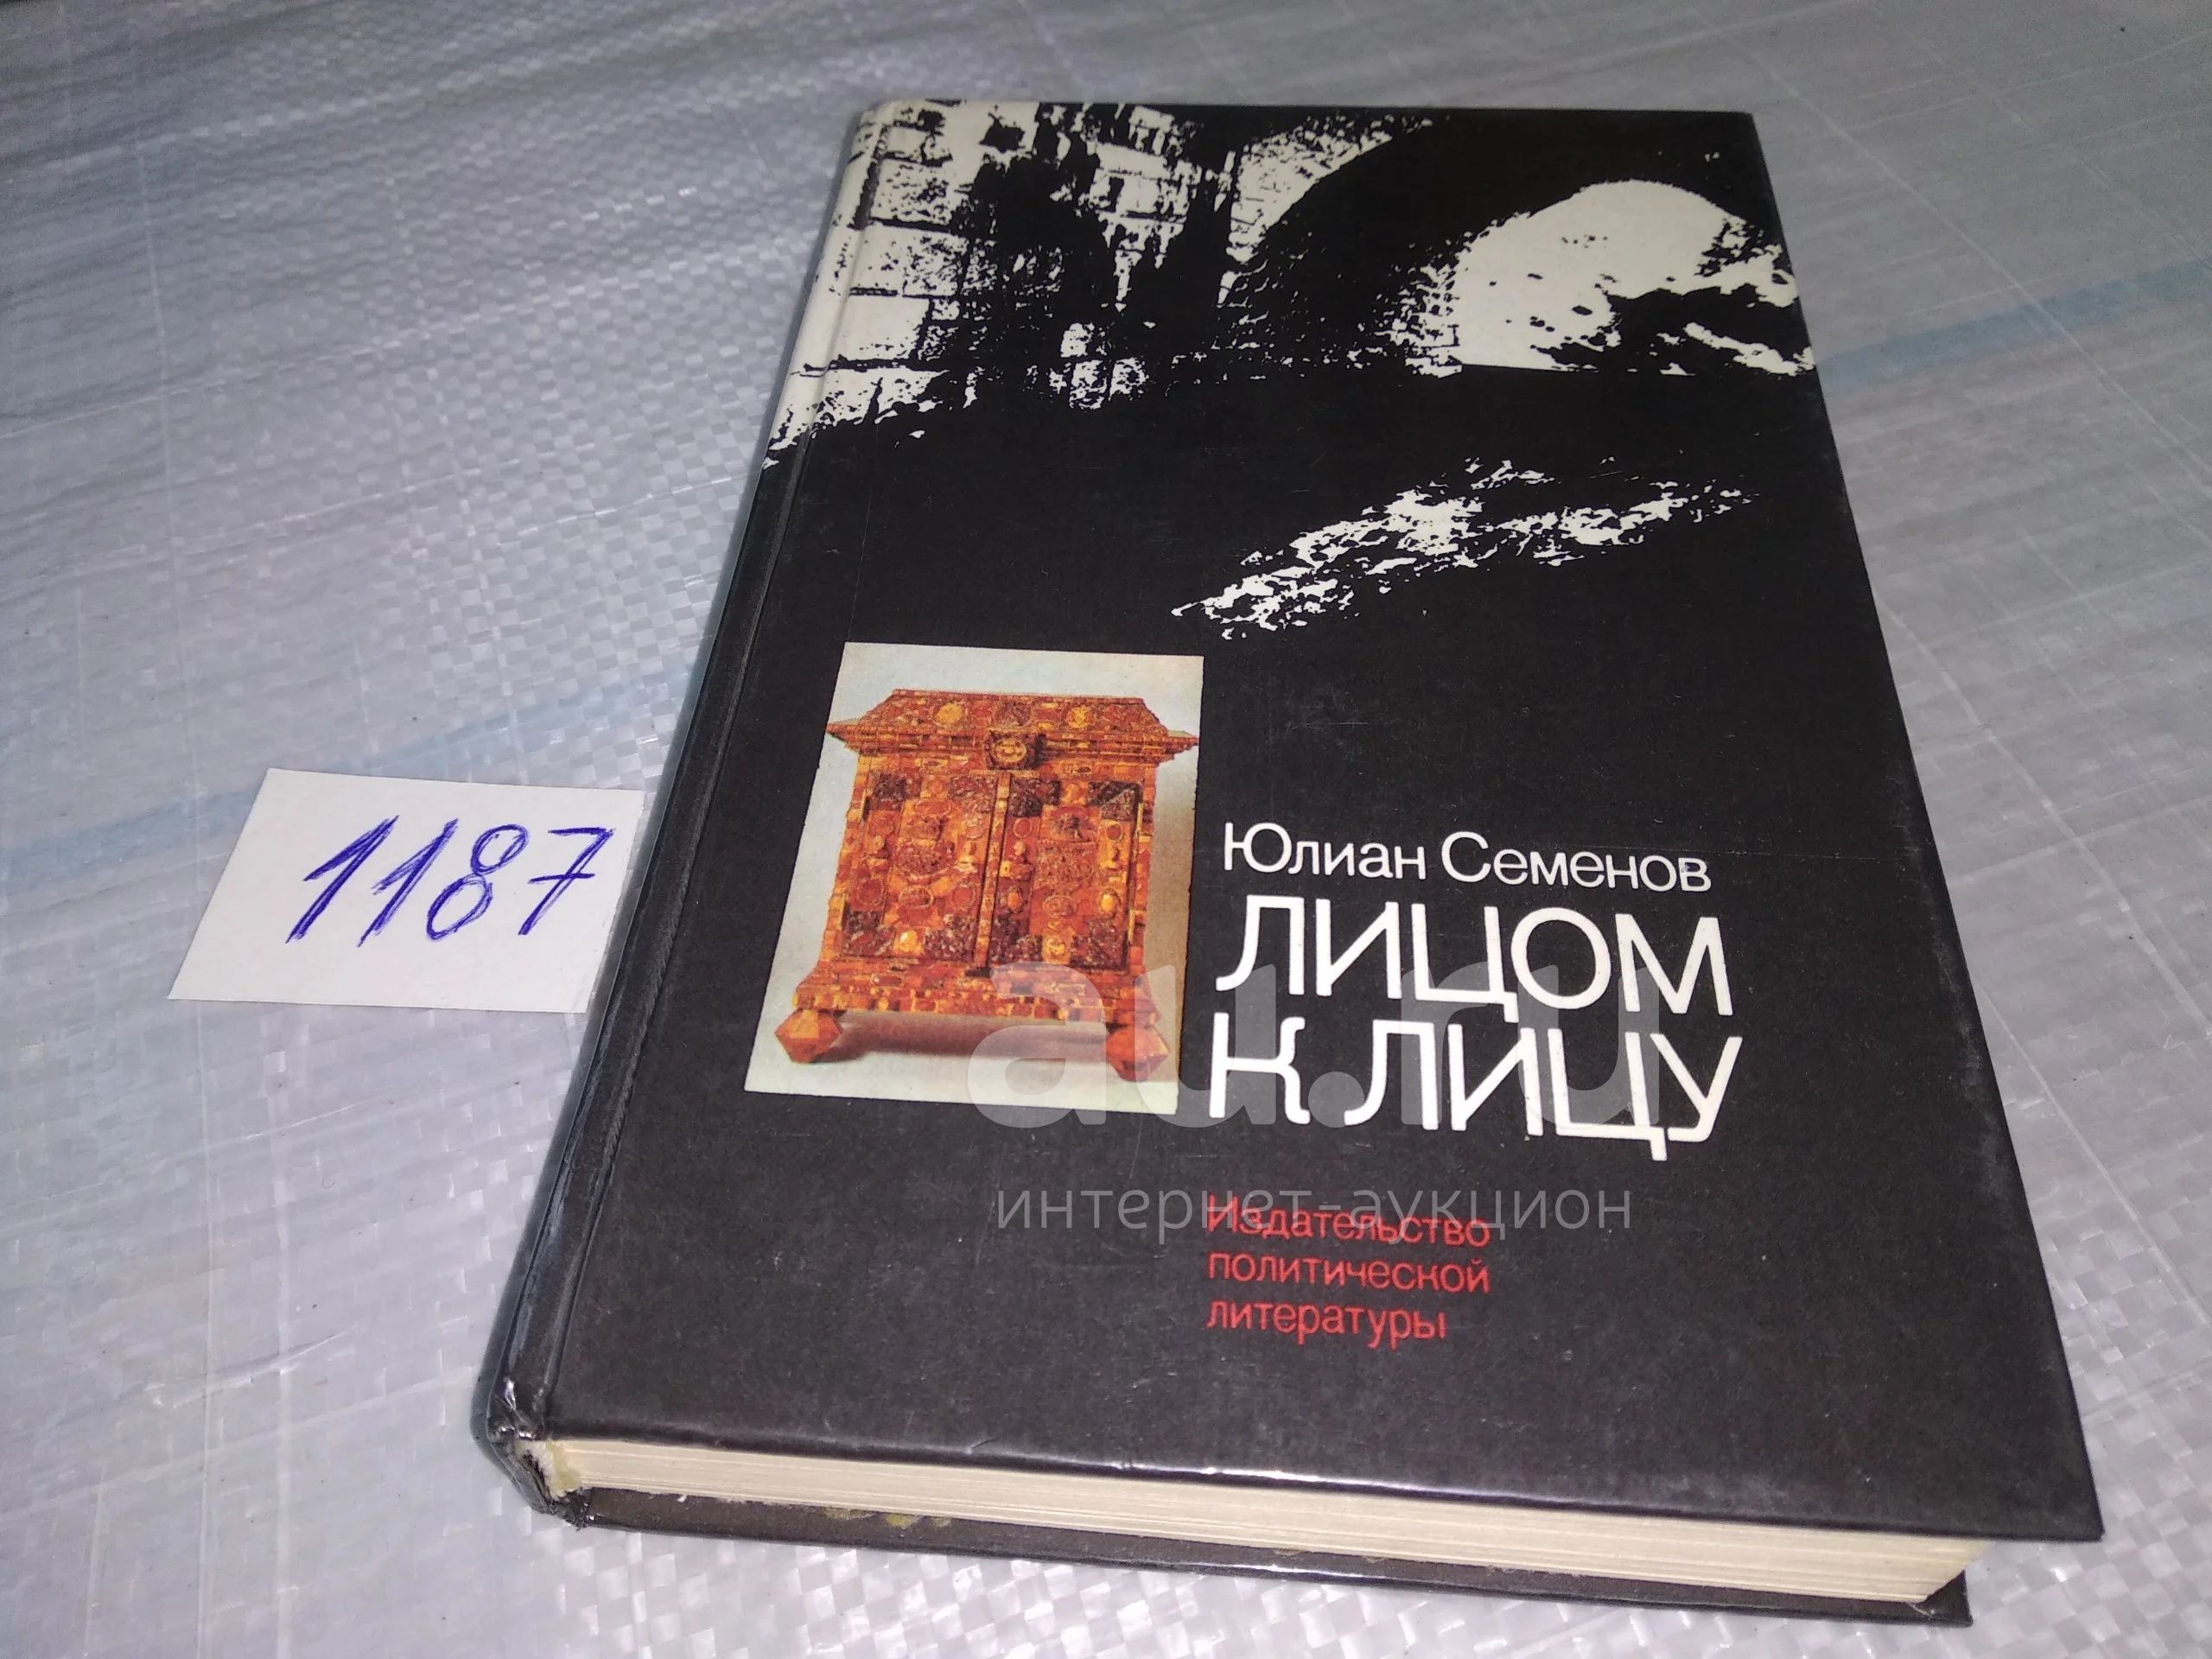 1187
Юлиан Семенов
ЛИЦОМ
К ЛИЦУ
au.ru
интернет-аукцион
Издательство
политической
литературы